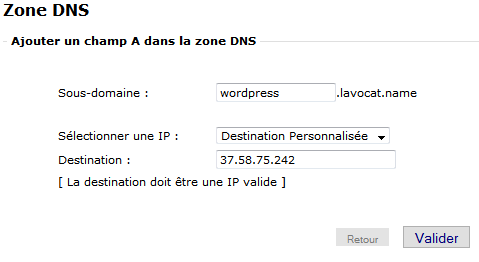 Zone DNS
Ajouter un champ A dans la zone DNS
Sous-domaine : wordpress .lavocat.name
Sélectionner une IP : Destination Personnalisée
Destination : 37.58.75.242
[ La destination doit être une IP valide ]
Retour Valider